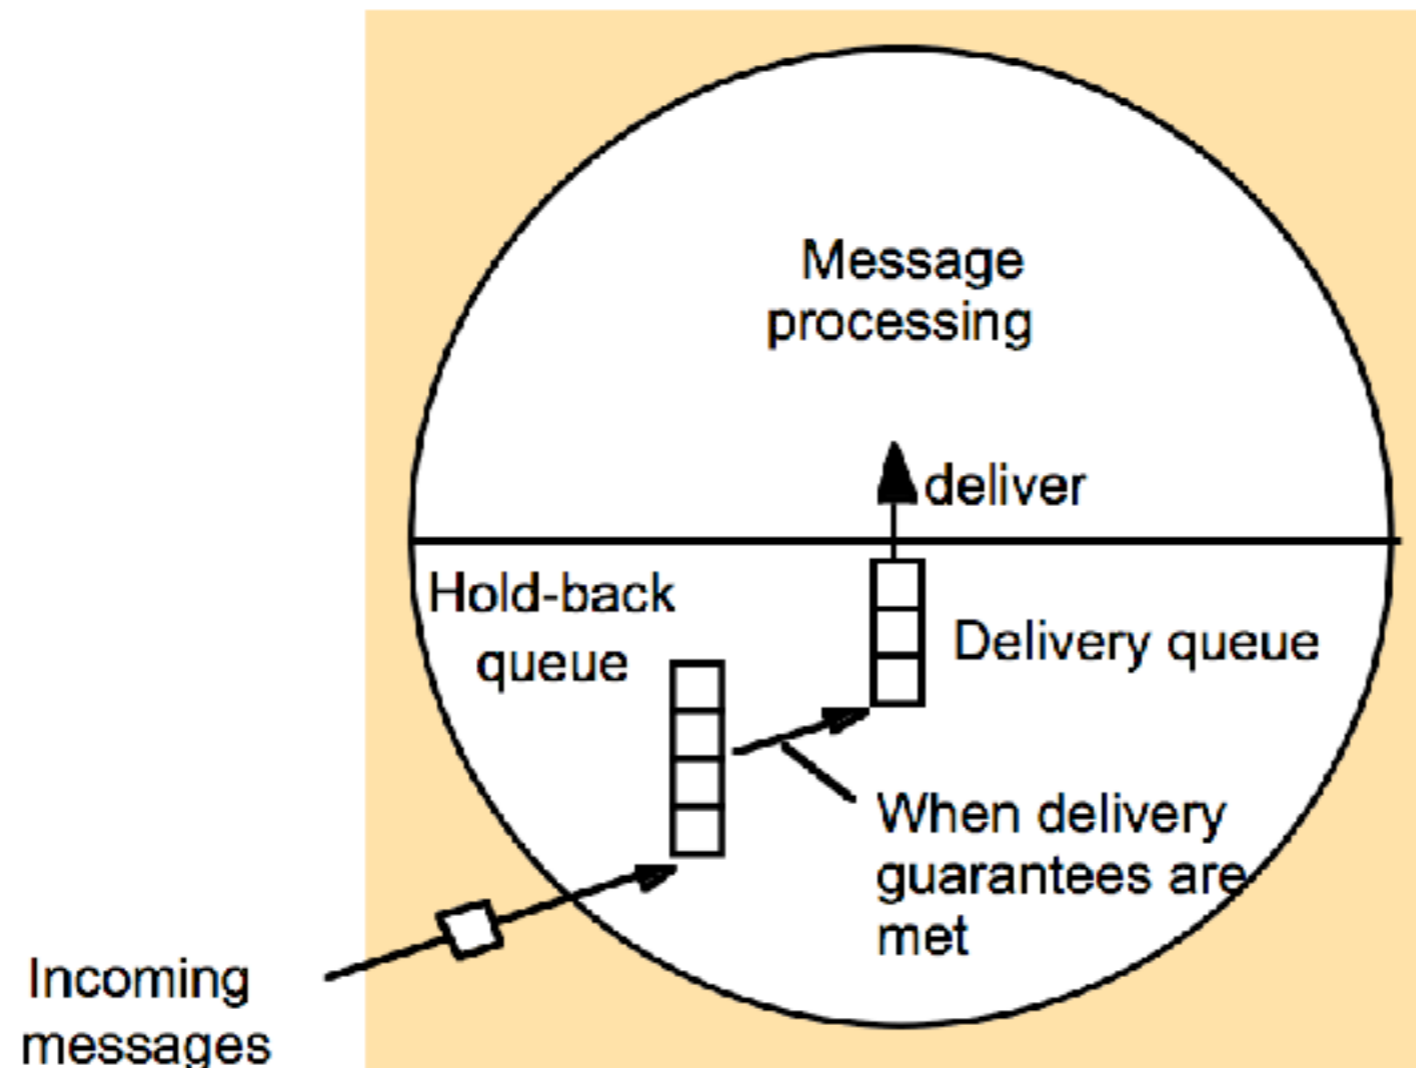 Message
processing
deliver
Hold-back
queue
Delivery queue
When delivery
guarantees are
met
Incoming
messages